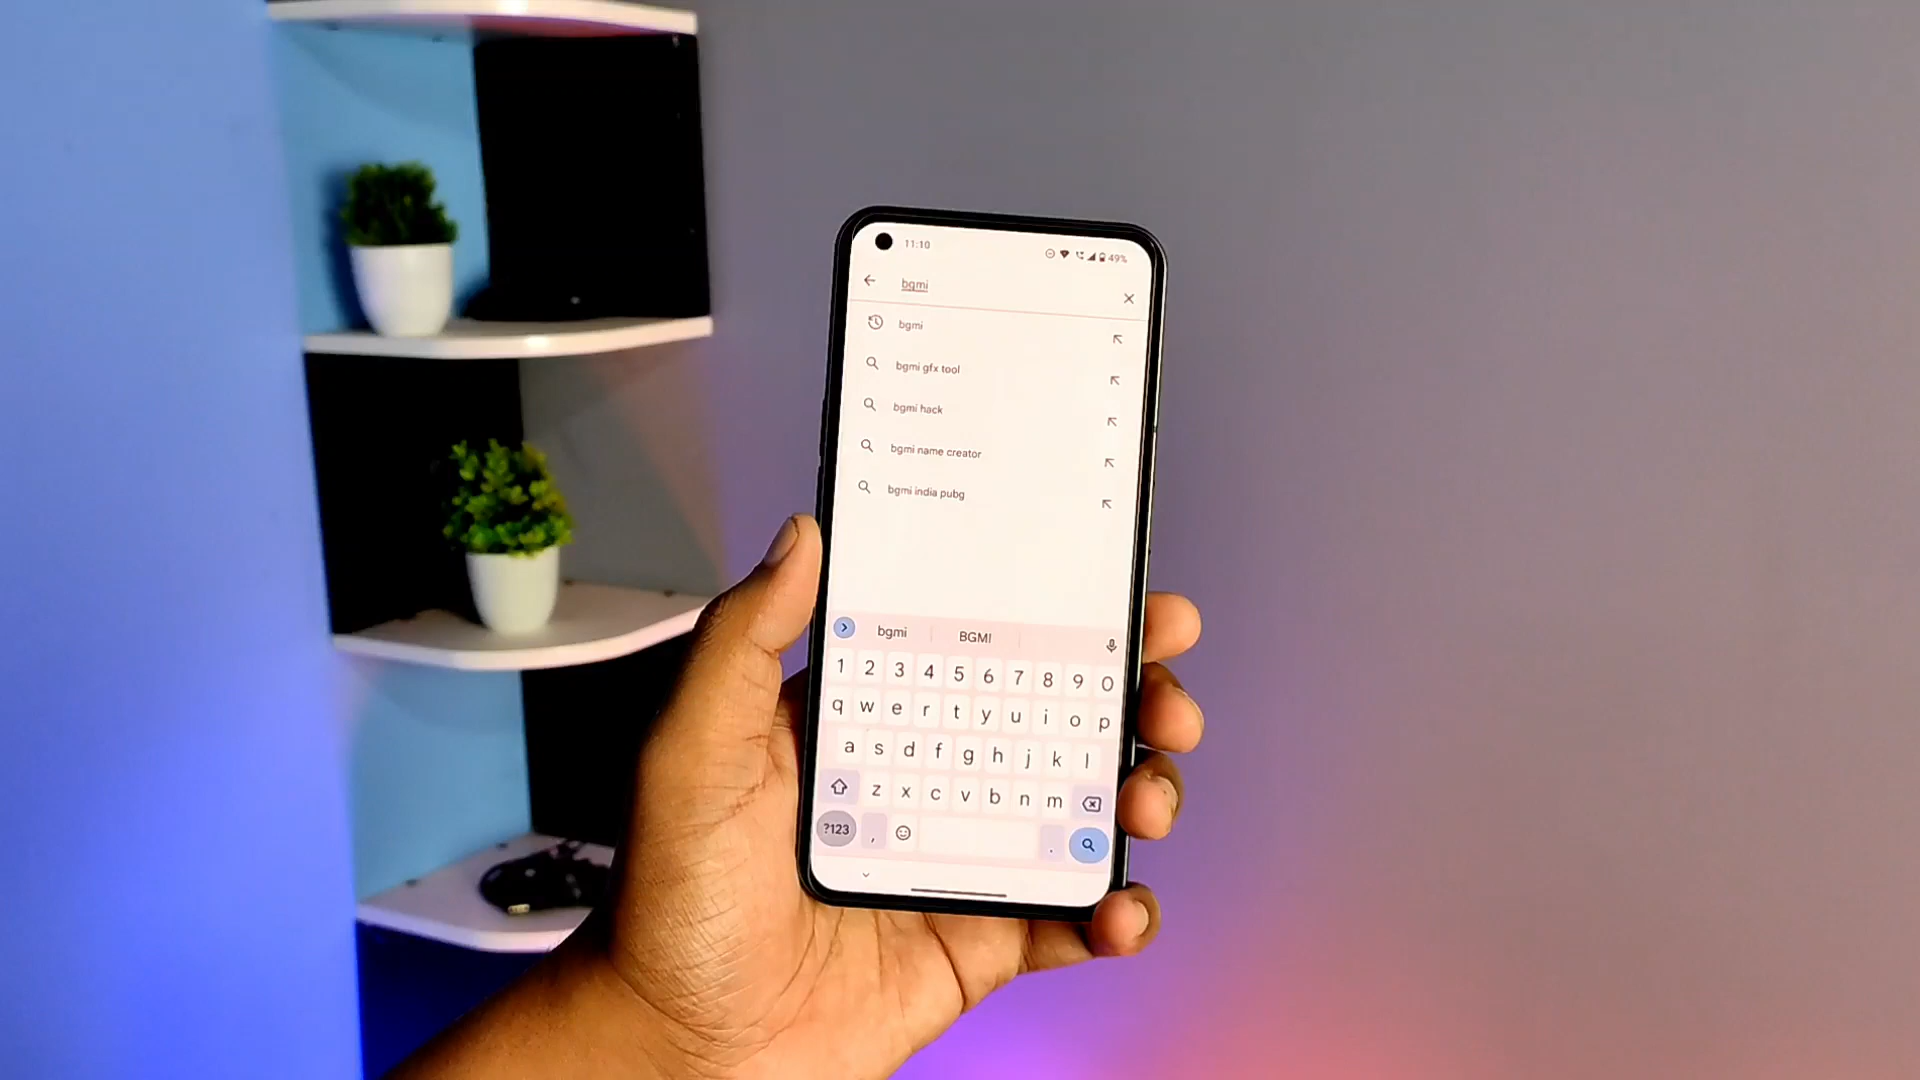 11:10 49%
bgmi
bgmi
bgmi gfx tool
bgmi hack
bgmi name creator
bgmi india pubg
bgmi BGMI
1 2 3 4 5 6 7 8 9 0
q w e r t y u i o p
a s d f g h j k l
z x c v b n m
?123 , .